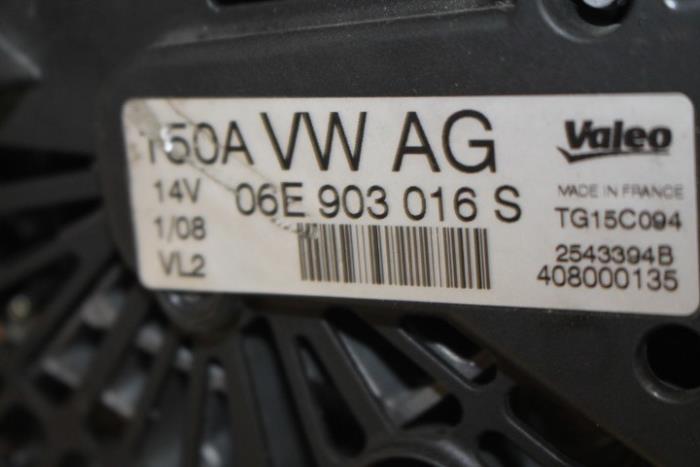 150A VW AG
Valeo
14V 06E 903 016 S
MADE IN FRANCE
1/08
TG15C094
VL2
2543394B
408000135